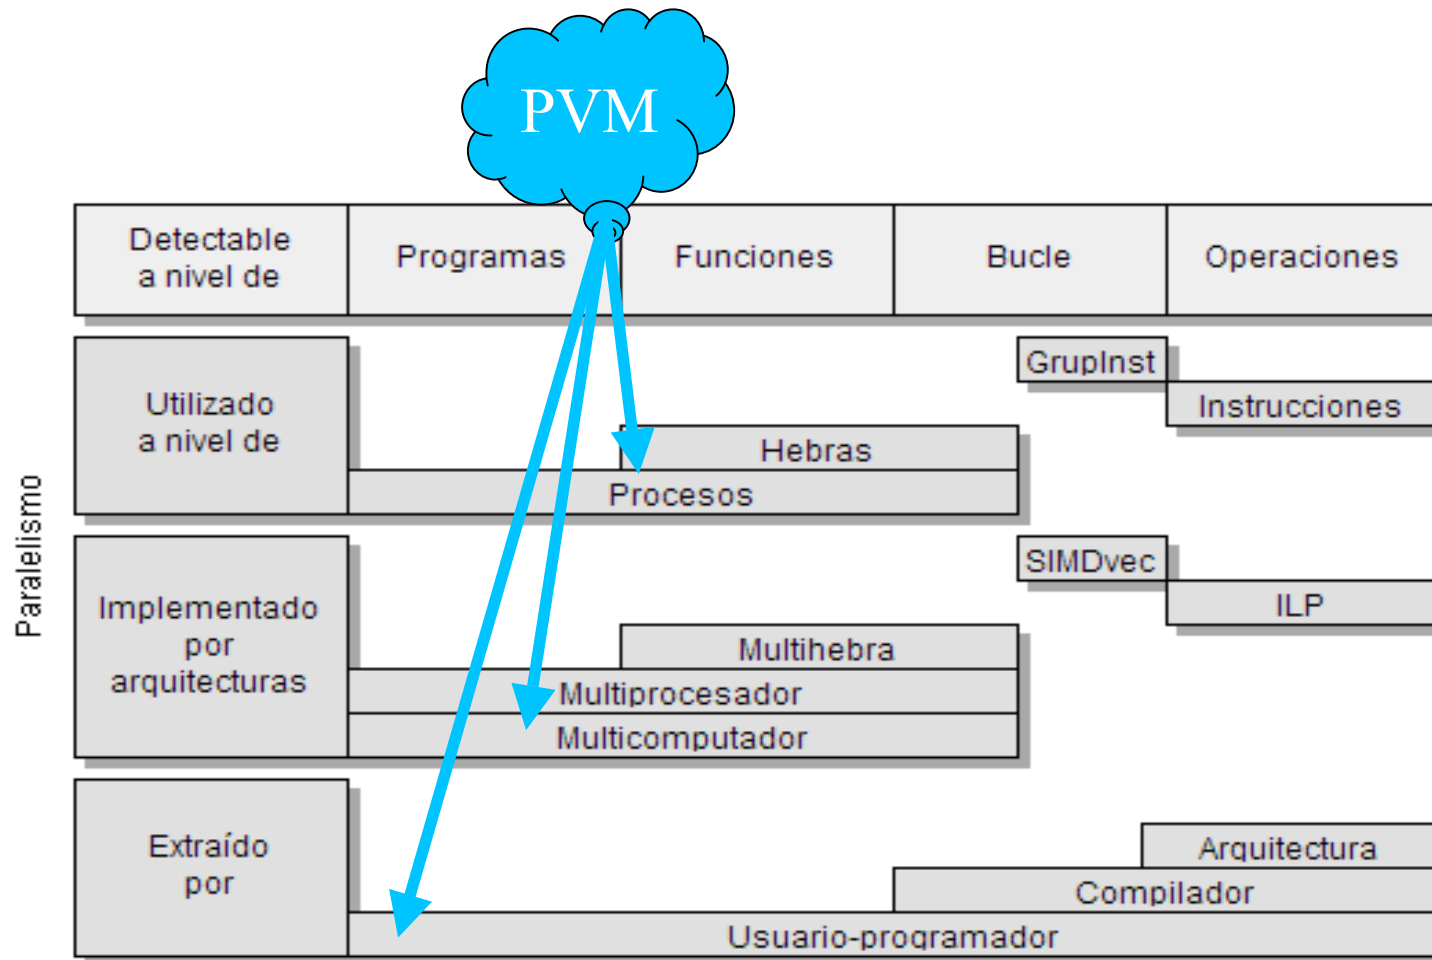 PVM
Detectable
a nivel de
Programas
Funciones
Bucle
Operaciones
Paralelismo
Utilizado
a nivel de
GrupInst
Instrucciones
Hebras
Procesos
Implementado
por
arquitecturas
SIMDvec
ILP
Multihebra
Multiprocesador
Multicomputador
Extraído
por
Arquitectura
Compilador
Usuario-programador